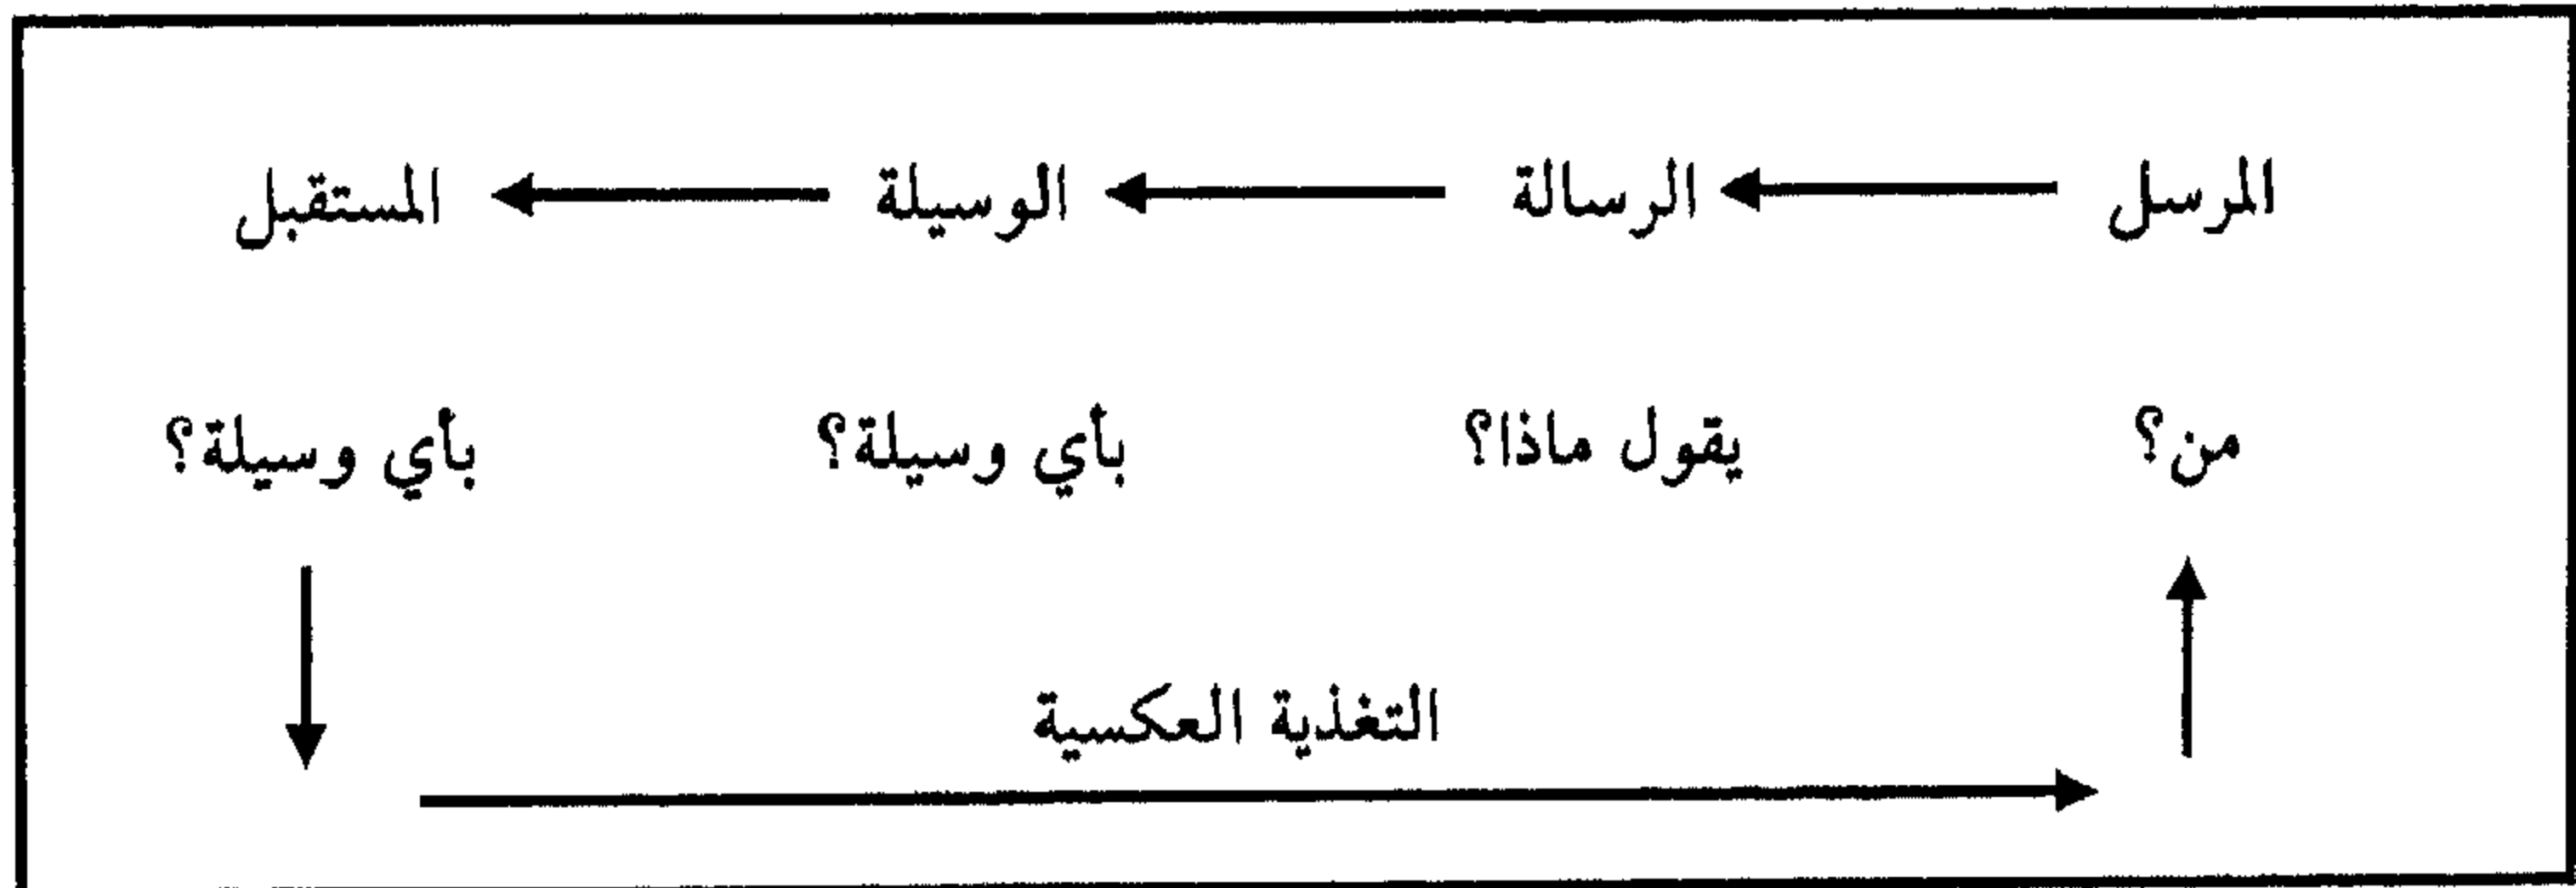 المرسل الرسالة الوسيلة المستقبل
من؟ يقول ماذا؟ بأي وسيلة؟ بأي وسيلة؟
التغذية العكسية